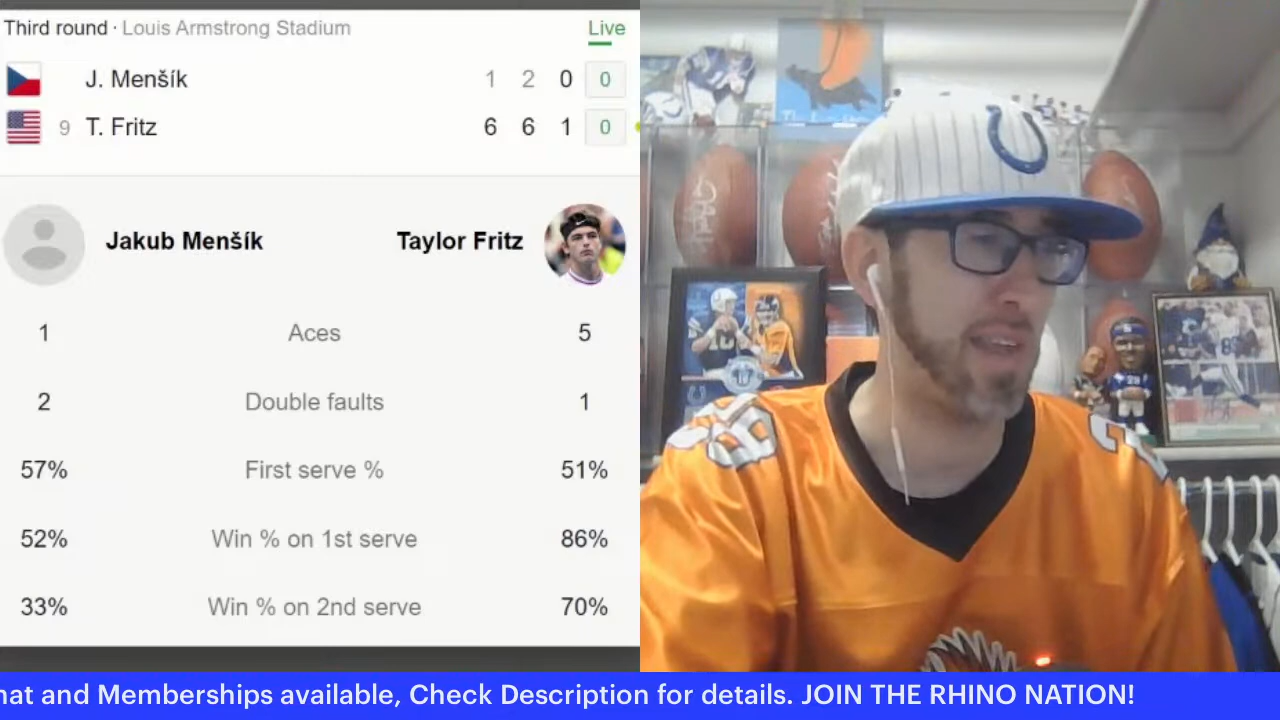 Third round · Louis Armstrong Stadium Live
J. Menšík 1 2 0 0
9 T. Fritz 6 6 1 0
Jakub Menšík Taylor Fritz
1 Aces 5
2 Double faults 1
57% First serve % 51%
52% Win % on 1st serve 86%
33% Win % on 2nd serve 70%
hat and Memberships available, Check Description for details. JOIN THE RHINO NATION!